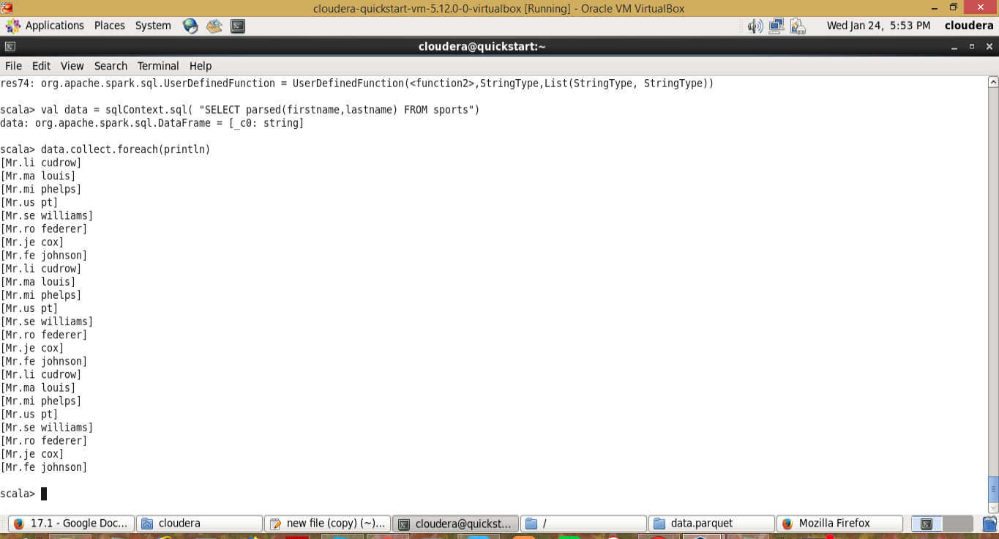 cloudera-quickstart-vm-5.12.0-0-virtualbox [Running] - Oracle VM VirtualBox
Applications Places System Wed Jan 24, 5:53 PM cloudera
cloudera@quickstart:~
File Edit View Search Terminal Help
res74: org.apache.spark.sql.UserDefinedFunction = UserDefinedFunction(<function2>,StringType,List(StringType, StringType))
scala> val data = sqlContext.sql( "SELECT parsed(firstname,lastname) FROM sports")
data: org.apache.spark.sql.DataFrame = [_c0: string]
scala> data.collect.foreach(println)
[Mr.li cudrow]
[Mr.ma louis]
[Mr.mi phelps]
[Mr.us pt]
[Mr.se williams]
[Mr.ro federer]
[Mr.je cox]
[Mr.fe johnson]
[Mr.li cudrow]
[Mr.ma louis]
[Mr.mi phelps]
[Mr.us pt]
[Mr.se williams]
[Mr.ro federer]
[Mr.je cox]
[Mr.fe johnson]
[Mr.li cudrow]
[Mr.ma louis]
[Mr.mi phelps]
[Mr.us pt]
[Mr.se williams]
[Mr.ro federer]
[Mr.je cox]
[Mr.fe johnson]
scala>
17.1 - Google Doc... cloudera new file (copy) (~)... cloudera@quickst... / data.parquet Mozilla Firefox